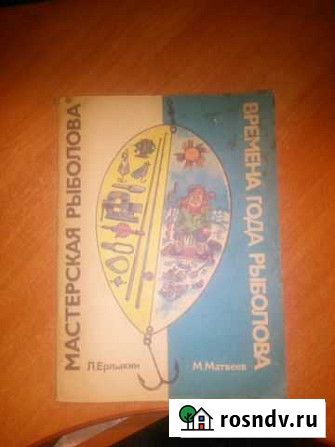 МАСТЕРСКАЯ РЫБОЛОВА
ВРЕМЕНА ГОДА РЫБОЛОВА
Л.Ерлыкин
М.Матвеев
rosndv.ru